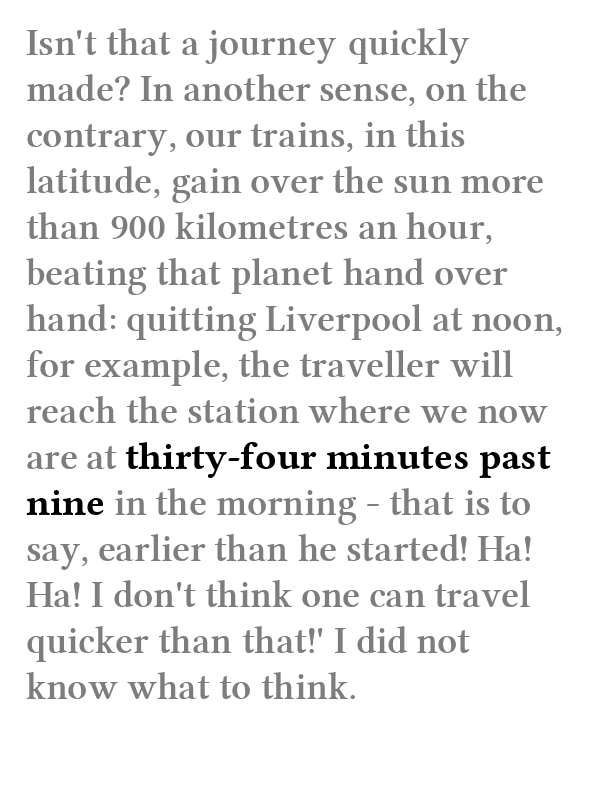 Isn't that a journey quickly
made? In another sense, on the
contrary, our trains, in this
latitude, gain over the sun more
than 900 kilometres an hour,
beating that planet hand over
hand: quitting Liverpool at noon,
for example, the traveller will
reach the station where we now
are at thirty-four minutes past
nine in the morning - that is to
say, earlier than he started! Ha!
Ha! I don't think one can travel
quicker than that!' I did not
know what to think.